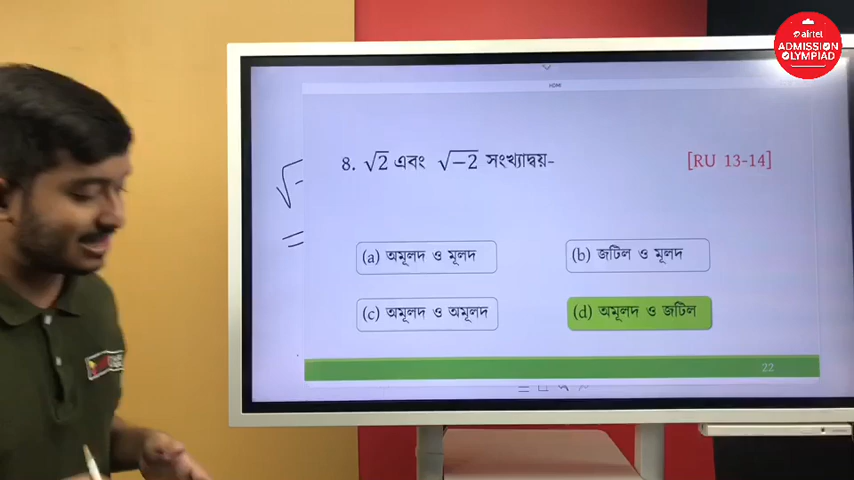 airtel
ADMISSION
OLYMPIAD
HOME
8. √2 এবং √−2 সংখ্যাদ্বয়- [RU 13-14]
(a) অমূলদ ও মূলদ
(b) জটিল ও মূলদ
(c) অমূলদ ও অমূলদ
(d) অমূলদ ও জটিল
22